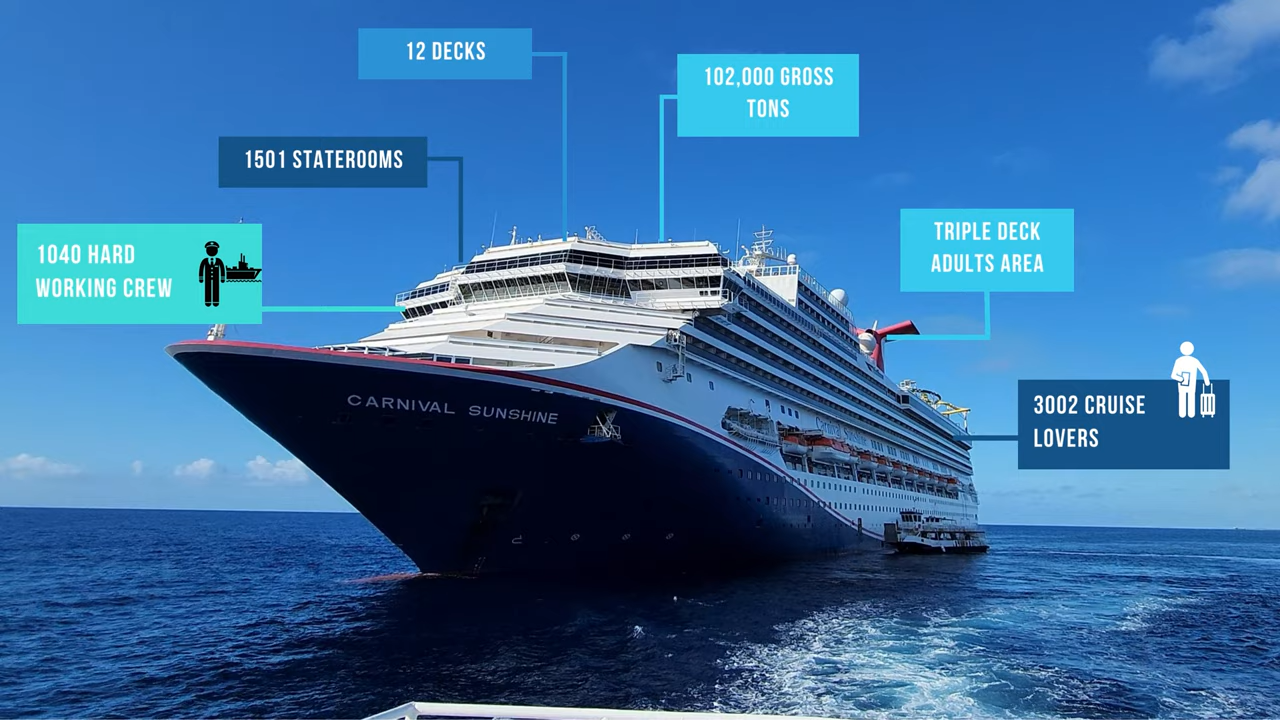 12 DECKS
102,000 GROSS
TONS
1501 STATEROOMS
TRIPLE DECK
ADULTS AREA
1040 HARD
WORKING CREW
3002 CRUISE
LOVERS
CARNIVAL SUNSHINE